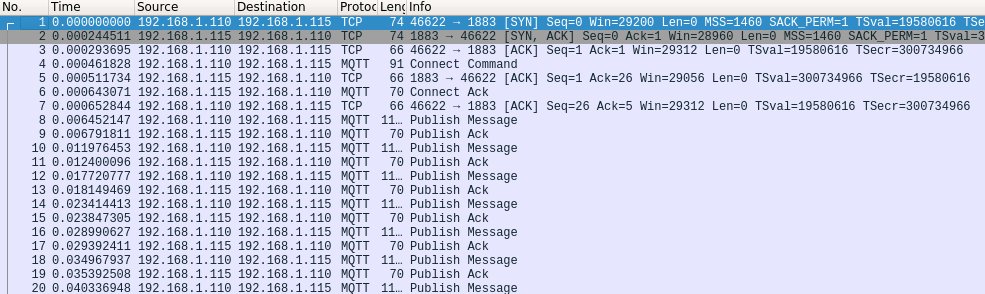 No. Time Source Destination Protoc Leng Info
1 0.000000000 192.168.1.110 192.168.1.115 TCP 74 46622 → 1883 [SYN] Seq=0 Win=29200 Len=0 MSS=1460 SACK_PERM=1 TSval=19580616 TSe
2 0.000244511 192.168.1.115 192.168.1.110 TCP 74 1883 → 46622 [SYN, ACK] Seq=0 Ack=1 Win=28960 Len=0 MSS=1460 SACK_PERM=1 TSval=3
3 0.000293695 192.168.1.110 192.168.1.115 TCP 66 46622 → 1883 [ACK] Seq=1 Ack=1 Win=29312 Len=0 TSval=19580616 TSecr=300734966
4 0.000461828 192.168.1.110 192.168.1.115 MQTT 91 Connect Command
5 0.000511734 192.168.1.115 192.168.1.110 TCP 66 1883 → 46622 [ACK] Seq=1 Ack=26 Win=29056 Len=0 TSval=300734966 TSecr=19580616
6 0.000643071 192.168.1.115 192.168.1.110 MQTT 70 Connect Ack
7 0.000652844 192.168.1.110 192.168.1.115 TCP 66 46622 → 1883 [ACK] Seq=26 Ack=5 Win=29312 Len=0 TSval=19580616 TSecr=300734966
8 0.006452147 192.168.1.110 192.168.1.115 MQTT 11… Publish Message
9 0.006791811 192.168.1.115 192.168.1.110 MQTT 70 Publish Ack
10 0.011976453 192.168.1.110 192.168.1.115 MQTT 11… Publish Message
11 0.012400096 192.168.1.115 192.168.1.110 MQTT 70 Publish Ack
12 0.017720777 192.168.1.110 192.168.1.115 MQTT 11… Publish Message
13 0.018149469 192.168.1.115 192.168.1.110 MQTT 70 Publish Ack
14 0.023414413 192.168.1.110 192.168.1.115 MQTT 11… Publish Message
15 0.023847305 192.168.1.115 192.168.1.110 MQTT 70 Publish Ack
16 0.028990627 192.168.1.110 192.168.1.115 MQTT 11… Publish Message
17 0.029392411 192.168.1.115 192.168.1.110 MQTT 70 Publish Ack
18 0.034967937 192.168.1.110 192.168.1.115 MQTT 11… Publish Message
19 0.035392508 192.168.1.115 192.168.1.110 MQTT 70 Publish Ack
20 0.040336948 192.168.1.110 192.168.1.115 MQTT 11… Publish Message